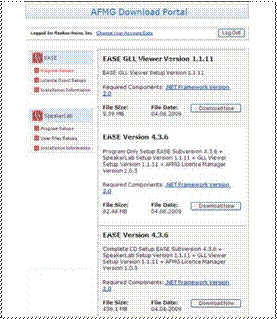 AFMG Download Portal
Logged in: Rankus Heinz, Inc. Change Your Account Data
Log Out
EASE
Program Setups
Licence Board Setups
Installation Information
SpeakerLab
Program Setups
User Files Setups
Installation Information
EASE GLL Viewer Version 1.1.11
EASE GLL Viewer Setup Version 1.1.11
Required Components: .NET Framework Version
2.0
File Size: File Date: Download Now
9,59 MB 04.06.2009
EASE Version 4.3.6
Program Only Setup EASE Subversion 4.3.6 +
SpeakerLab Setup Version 1.1.11 + GLL Viewer
Setup Version 1.1.11 + AFMG Licence Manager
Version 1.0.5
Required Components: .NET Framework Version
2.0
File Size: File Date: Download Now
82,48 MB 04.06.2009
EASE Version 4.3.6
Complete CD Setup EASE Subversion 4.3.6 +
SpeakerLab Setup Version 1.1.11 + GLL Viewer
Setup Version 1.1.11 + AFMG Licence Manager
Version 1.0.5
Required Components: .NET Framework Version
2.0
File Size: File Date: Download Now
436,1 MB 04.06.2009